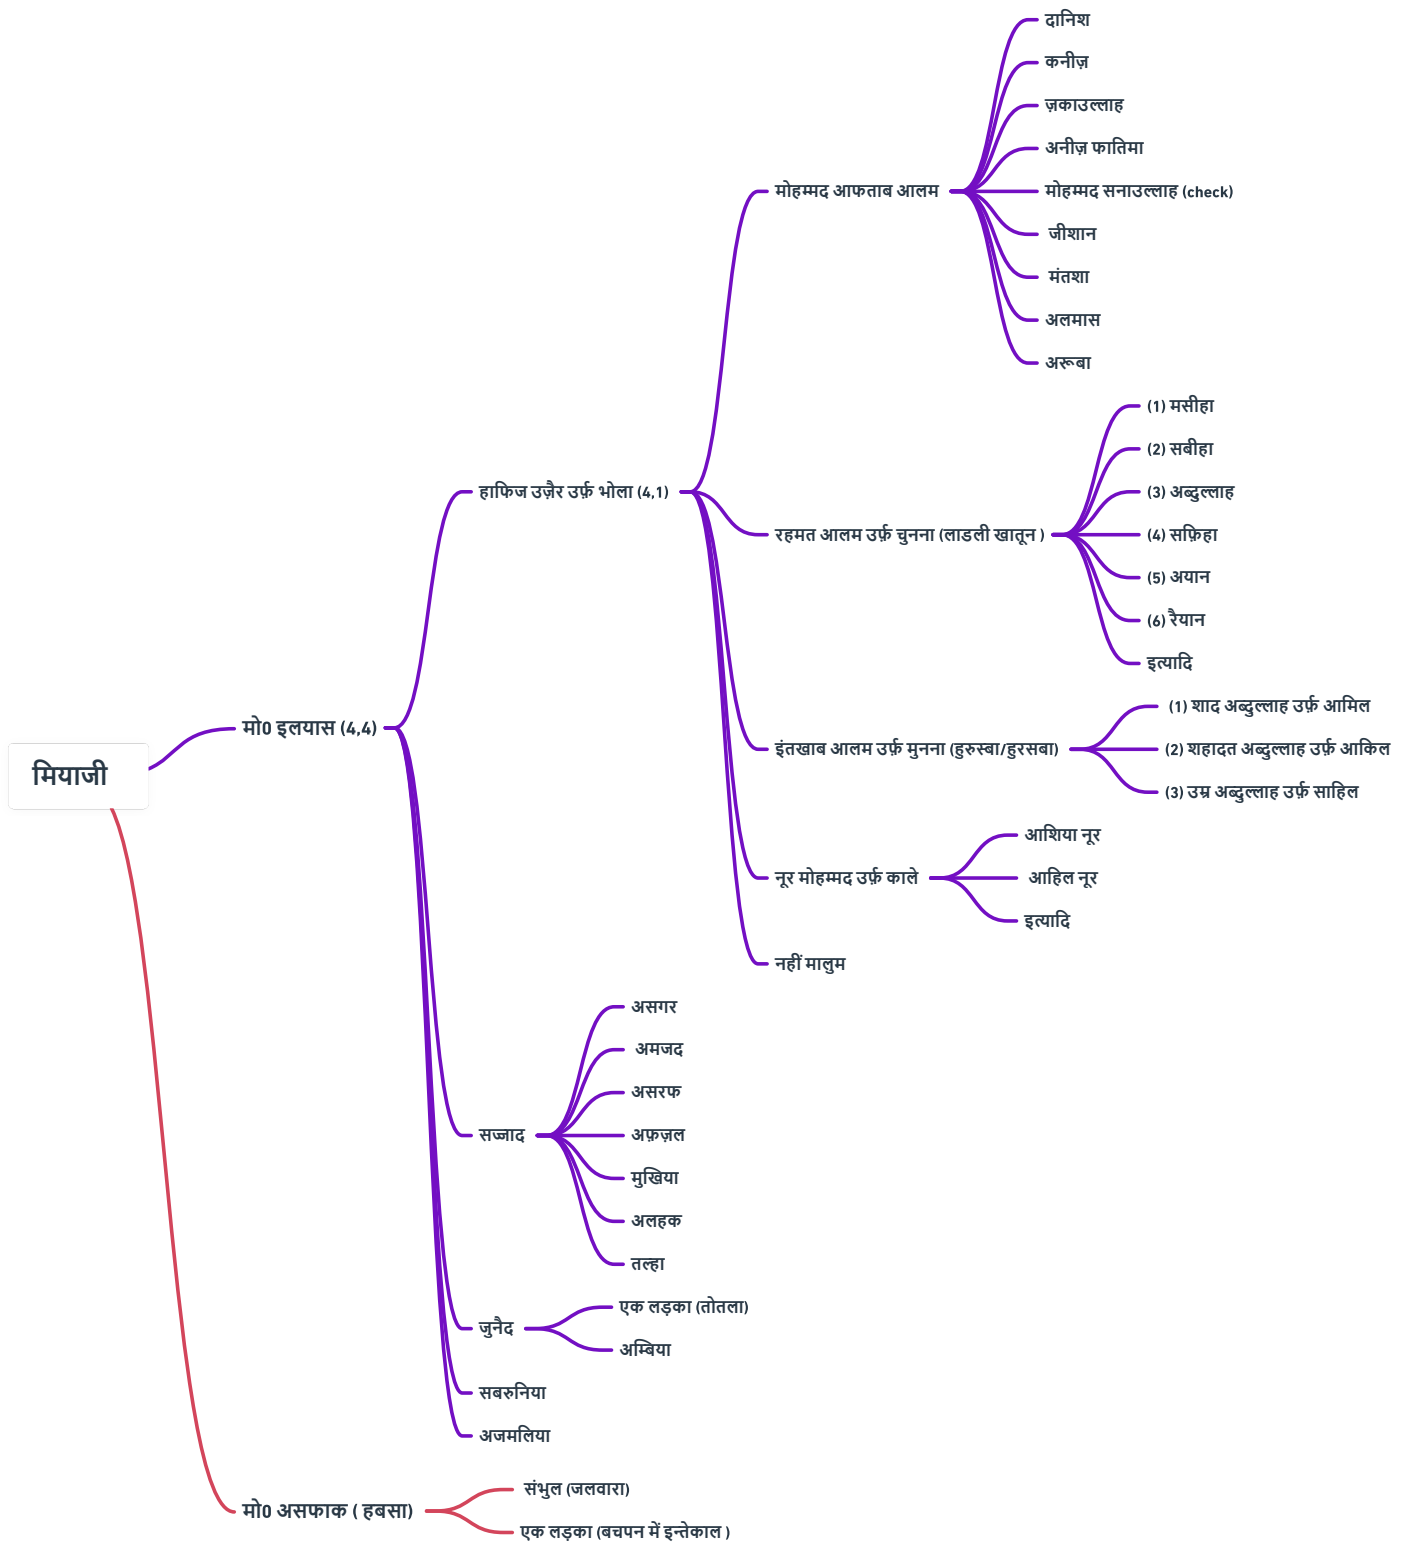 मियाजी
मो0 इलयास (4,4)
हाफिज उज़ैर उर्फ़ भोला (4,1)
मोहम्मद आफताब आलम
दानिश
कनीज़
ज़काउल्लाह
अनीज़ फातिमा
मोहम्मद सनाउल्लाह (check)
जीशान
मंतशा
अलमास
अरूबा
रहमत आलम उर्फ़ चुनना (लाडली खातून )
(1) मसीहा
(2) सबीहा
(3) अब्दुल्लाह
(4) सफ़िहा
(5) अयान
(6) रैयान
इत्यादि
इंतखाब आलम उर्फ़ मुनना (हुरुस्बा/हुरसबा)
(1) शाद अब्दुल्लाह उर्फ़ आमिल
(2) शहादत अब्दुल्लाह उर्फ़ आकिल
(3) उम्र अब्दुल्लाह उर्फ़ साहिल
नूर मोहम्मद उर्फ़ काले
आशिया नूर
आहिल नूर
इत्यादि
नहीं मालुम
सज्जाद
असगर
अमजद
असरफ
अफ़ज़ल
मुखिया
अलहक
तल्हा
जुनैद
एक लड़का (तोतला)
अम्बिया
सबरुनिया
अजमलिया
मो0 असफाक ( हबसा)
संभुल (जलवारा)
एक लड़का (बचपन में इन्तेकाल )